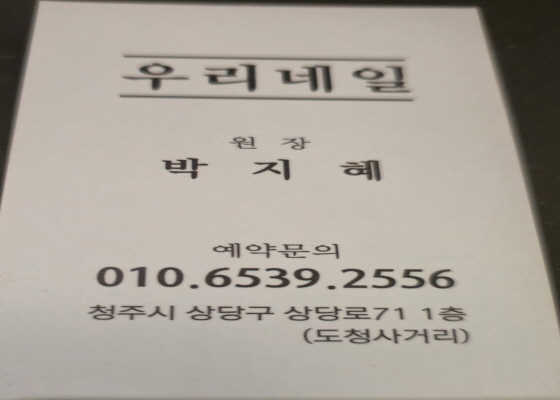 우리네일
원 장
박 지 혜
예약문의
010.6539.2556
청주시 상당구 상당로71 1층
(도청사거리)